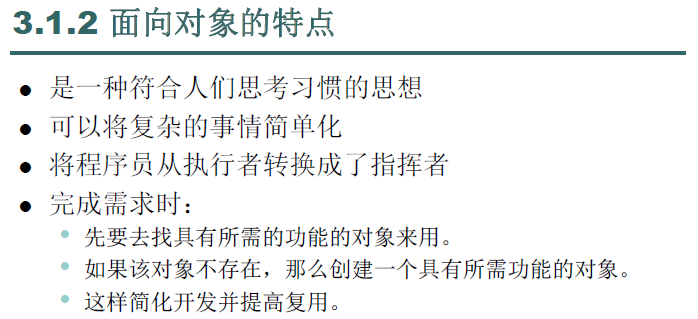 3.1.2 面向对象的特点
● 是一种符合人们思考习惯的思想
● 可以将复杂的事情简单化
● 将程序员从执行者转换成了指挥者
● 完成需求时：
• 先要去找具有所需的功能的对象来用。
• 如果该对象不存在，那么创建一个具有所需功能的对象。
• 这样简化开发并提高复用。